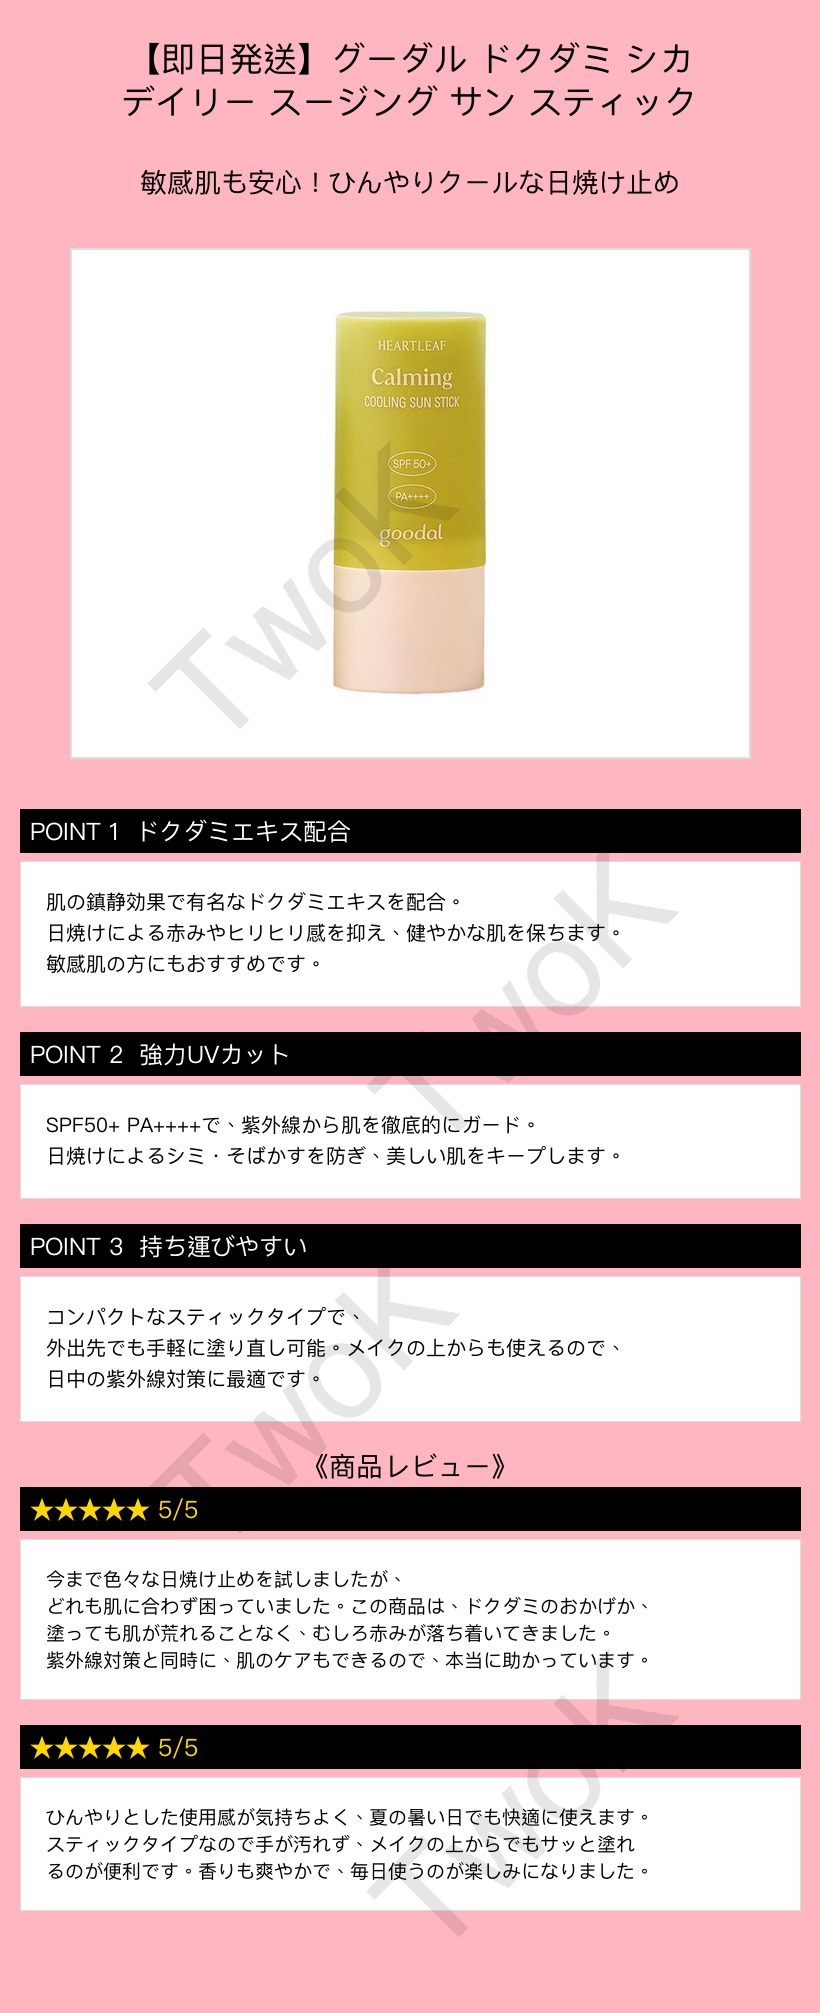 【即日発送】グーダル ドクダミ シカ
デイリー スージング サン スティック
敏感肌も安心！ひんやりクールな日焼け止め
HEARTLEAF
Calming
COOLING SUN STICK
SPF 50+
PA++++
goodal
TwoK
POINT 1 ドクダミエキス配合
肌の鎮静効果で有名なドクダミエキスを配合。
日焼けによる赤みやヒリヒリ感を抑え、健やかな肌を保ちます。
敏感肌の方にもおすすめです。
TwoK
POINT 2 強力UVカット
SPF50+ PA++++で、紫外線から肌を徹底的にガード。
日焼けによるシミ・そばかすを防ぎ、美しい肌をキープします。
POINT 3 持ち運びやすい
コンパクトなスティックタイプで、
外出先でも手軽に塗り直し可能。メイクの上からも使えるので、
日中の紫外線対策に最適です。
TwoK
《商品レビュー》
★★★★★ 5/5
今まで色々な日焼け止めを試しましたが、
どれも肌に合わず困っていました。この商品は、ドクダミのおかげか、
塗っても肌が荒れることなく、むしろ赤みが落ち着いてきました。
紫外線対策と同時に、肌のケアもできるので、本当に助かっています。
★★★★★ 5/5
ひんやりとした使用感が気持ちよく、夏の暑い日でも快適に使えます。
スティックタイプなので手が汚れず、メイクの上からでもサッと塗れ
るのが便利です。香りも爽やかで、毎日使うのが楽しみになりました。
TwoK